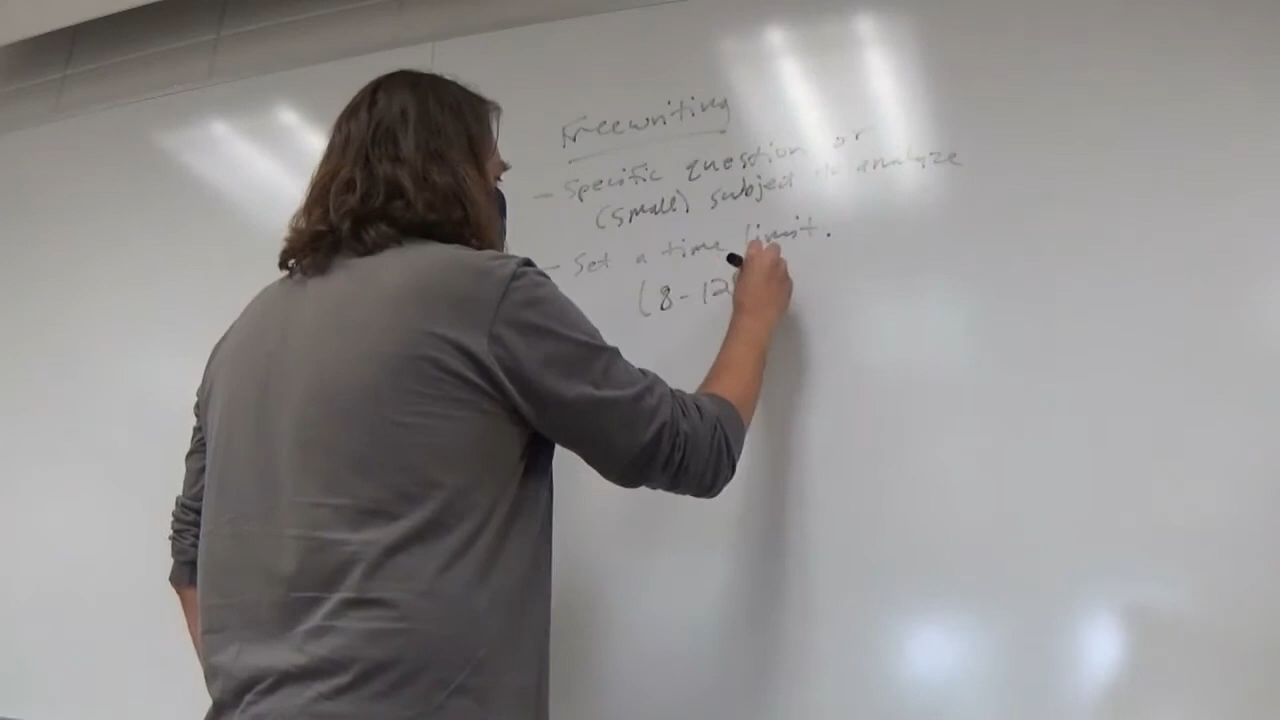 Freewriting
- Specific question or
(small) subject to analyze
- Set a time limit.
(8-12